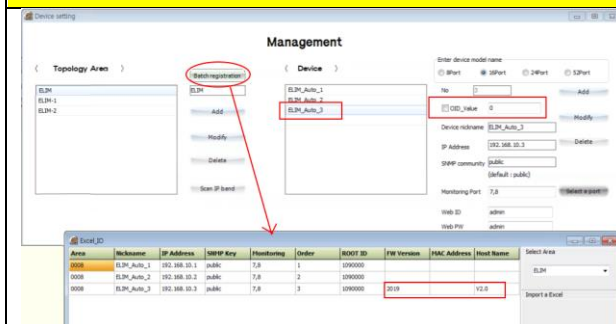 Device setting
Management
〈 Topology Area 〉
ELIM
ELIM-1
ELIM-2
Batch registration
ELIM
Add
Modify
Delete
Scan IP band
〈 Device 〉
ELIM_Auto_1
ELIM_Auto_2
ELIM_Auto_3
Enter device model name
8Port 16Port 24Port 52Port
No 3 Add
OID_Value 0
Modify
Device nickname ELIM_Auto_3
IP Address 192.168.10.3 Delete
SNMP community public
(default : public)
Monitoring Port 7,8 Select a port
Web ID admin
Web PW admin
Excel_ID
Area Nickname IP Address SNMP Key Monitoring Order ROOT ID FW Version MAC Address Host Name
0008 ELIM_Auto_1 192.168.10.1 public 7,8 1 1090000
0008 ELIM_Auto_2 192.168.10.2 public 7,8 2 1090000
0008 ELIM_Auto_3 192.168.10.3 public 7,8 3 1090000 2019 V2.0
Select Area
ELIM
Import a Excel